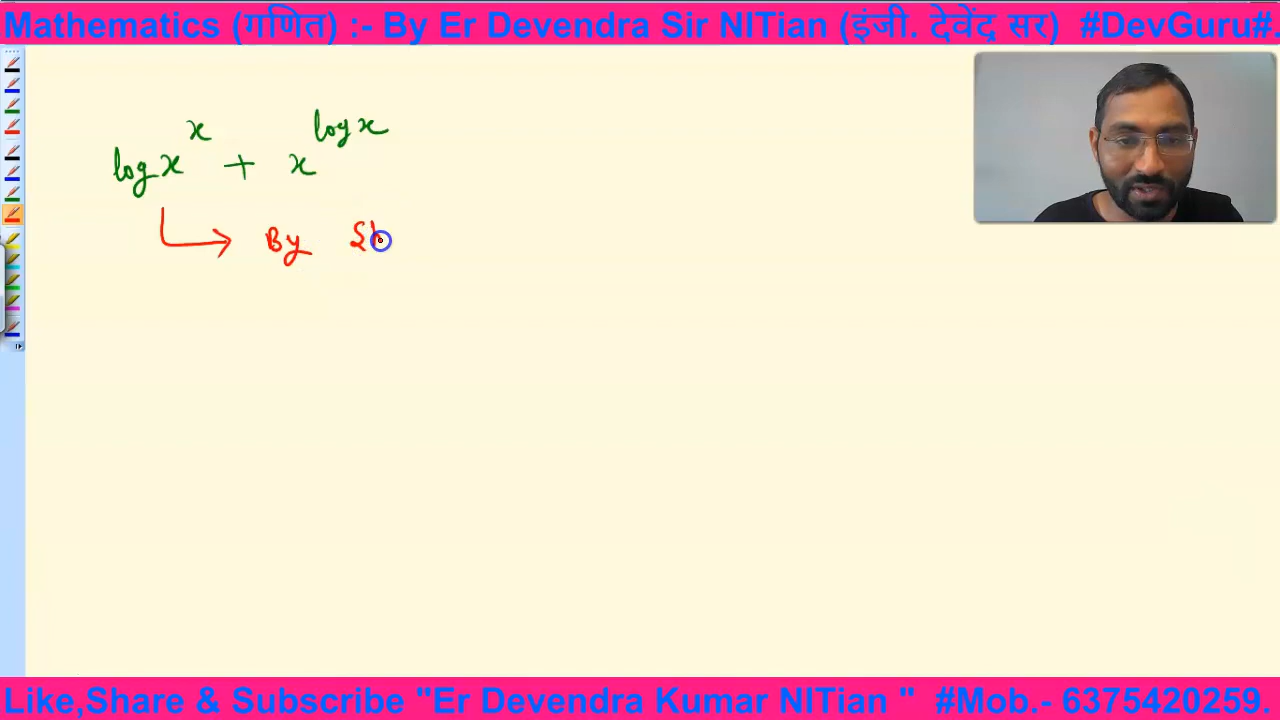 Mathematics (गणित) :- By Er Devendra Sir NITian (इंजी. देवेंद्र सर) #DevGuru#.
log x^x + x^{log x}
By Sh
Like,Share & Subscribe "Er Devendra Kumar NITian " #Mob.- 6375420259.